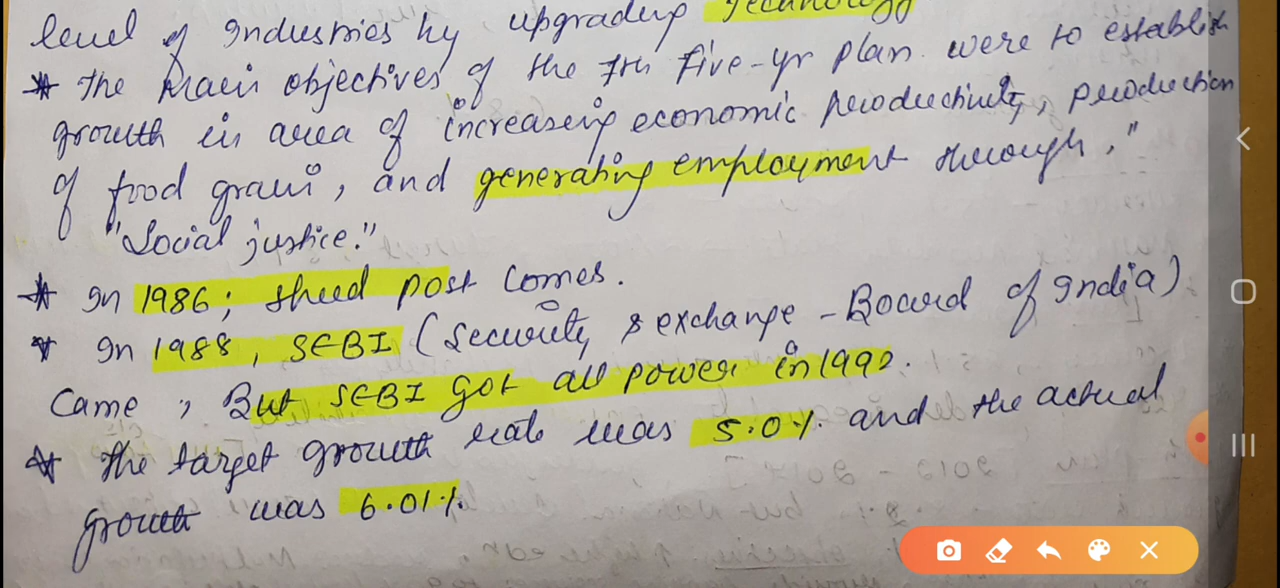 level of Industries by upgrading Technology
* The Main objectives of the 7th five-yr plan were to establish
growth in area of increasing economic productivity, production
of food grain, and generating employment through."
"Social justice."
* In 1986; speed post comes.
* In 1988, SEBI (Security & exchange - Board of India)
Came, But SEBI Got all power in 1992.
* The target growth rate was 5.0%. and the actual
growth was 6.01%.